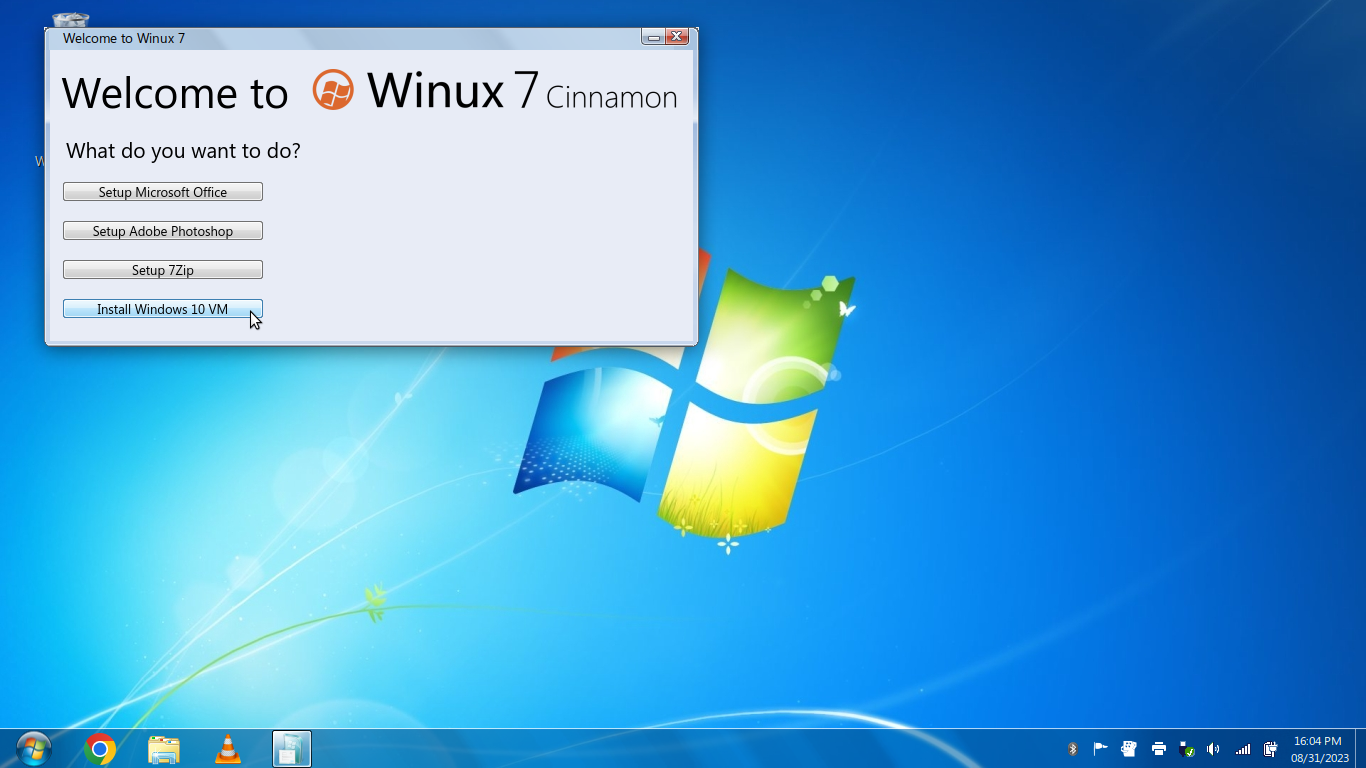 Welcome to Winux 7
Welcome to Winux 7 Cinnamon
What do you want to do?
Setup Microsoft Office
Setup Adobe Photoshop
Setup 7Zip
Install Windows 10 VM
16:04 PM
08/31/2023